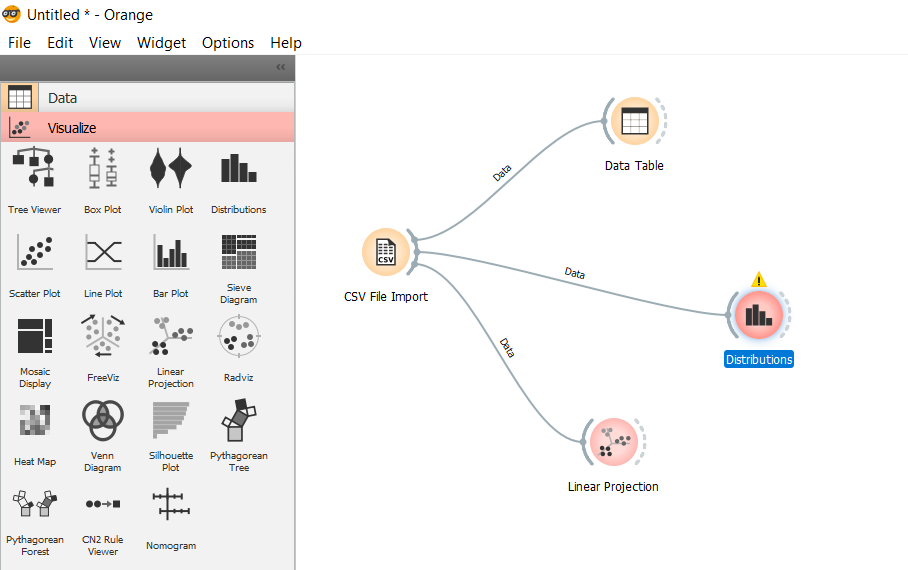 Untitled * - Orange
File Edit View Widget Options Help
«
Data
Visualize
Tree Viewer
Box Plot
Violin Plot
Distributions
Scatter Plot
Line Plot
Bar Plot
Sieve
Diagram
Mosaic
Display
FreeViz
Linear
Projection
Radviz
Heat Map
Venn
Diagram
Silhouette
Plot
Pythagorean
Tree
Pythagorean
Forest
CN2 Rule
Viewer
Nomogram
Data Table
Data
CSV
CSV File Import
Data
!
Distributions
Data
Linear Projection